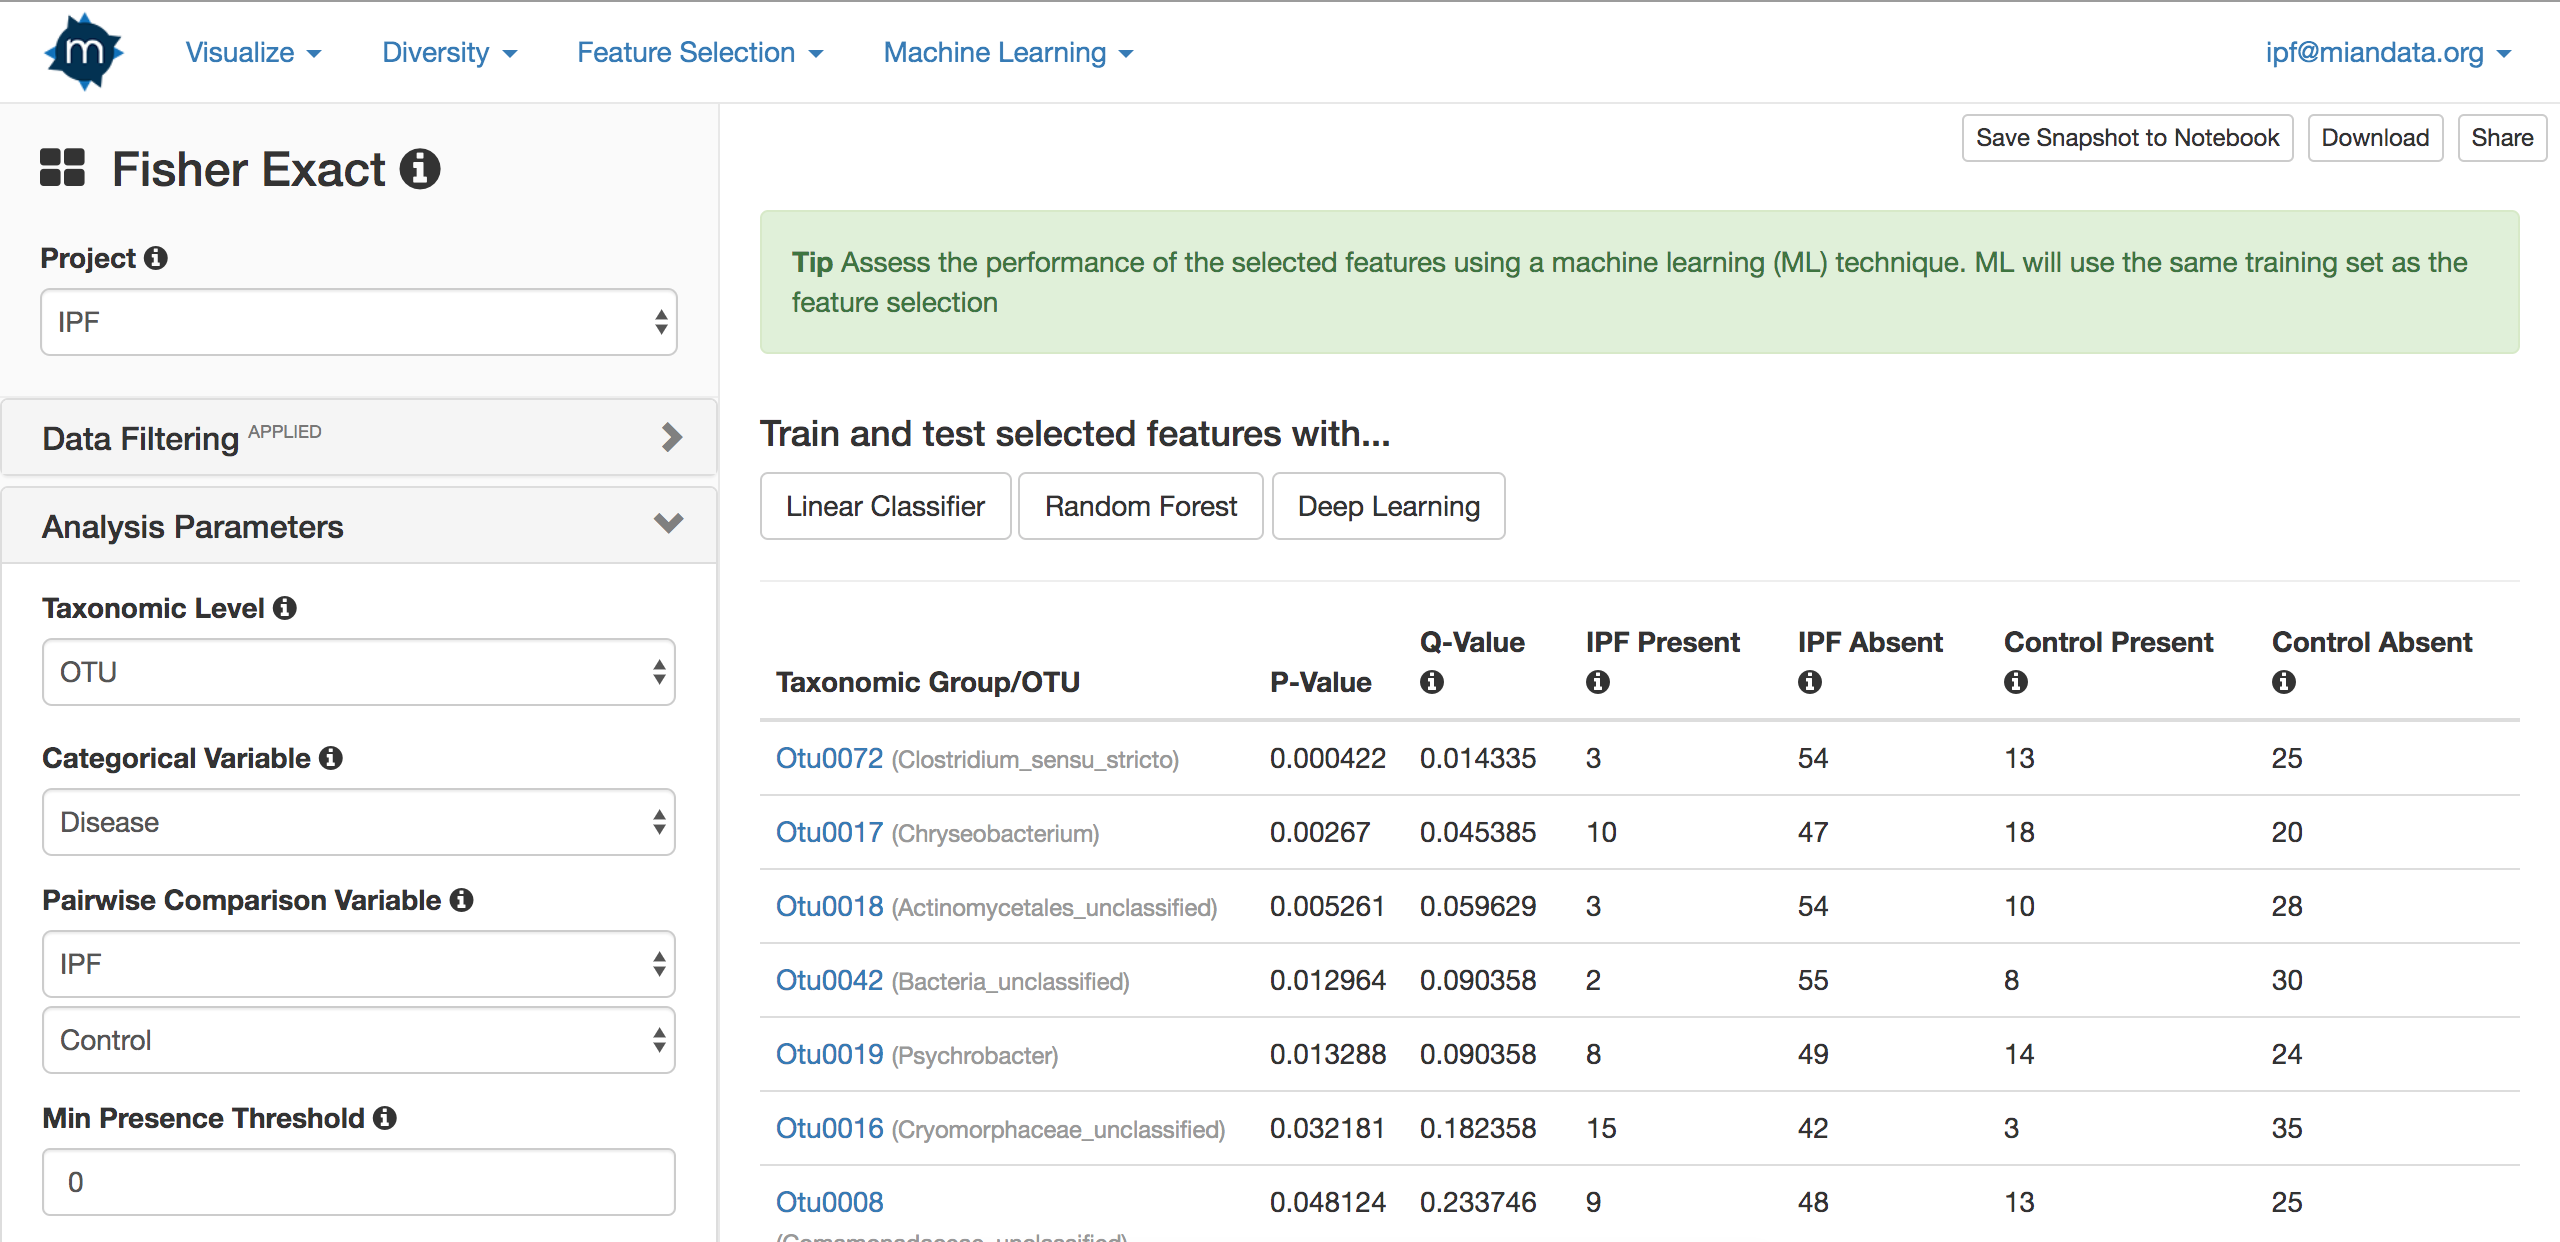 m
Visualize
Diversity
Feature Selection
Machine Learning
ipf@miandata.org
Fisher Exact
Project
IPF
Data Filtering APPLIED
Analysis Parameters
Taxonomic Level
OTU
Categorical Variable
Disease
Pairwise Comparison Variable
IPF
Control
Min Presence Threshold
0
Save Snapshot to Notebook
Download
Share
Tip Assess the performance of the selected features using a machine learning (ML) technique. ML will use the same training set as the
feature selection
Train and test selected features with...
Linear Classifier
Random Forest
Deep Learning
Taxonomic Group/OTU P-Value Q-Value IPF Present IPF Absent Control Present Control Absent
Otu0072 (Clostridium_sensu_stricto) 0.000422 0.014335 3 54 13 25
Otu0017 (Chryseobacterium) 0.00267 0.045385 10 47 18 20
Otu0018 (Actinomycetales_unclassified) 0.005261 0.059629 3 54 10 28
Otu0042 (Bacteria_unclassified) 0.012964 0.090358 2 55 8 30
Otu0019 (Psychrobacter) 0.013288 0.090358 8 49 14 24
Otu0016 (Cryomorphaceae_unclassified) 0.032181 0.182358 15 42 3 35
Otu0008 0.048124 0.233746 9 48 13 25
(Comamonadaceae_unclassified)